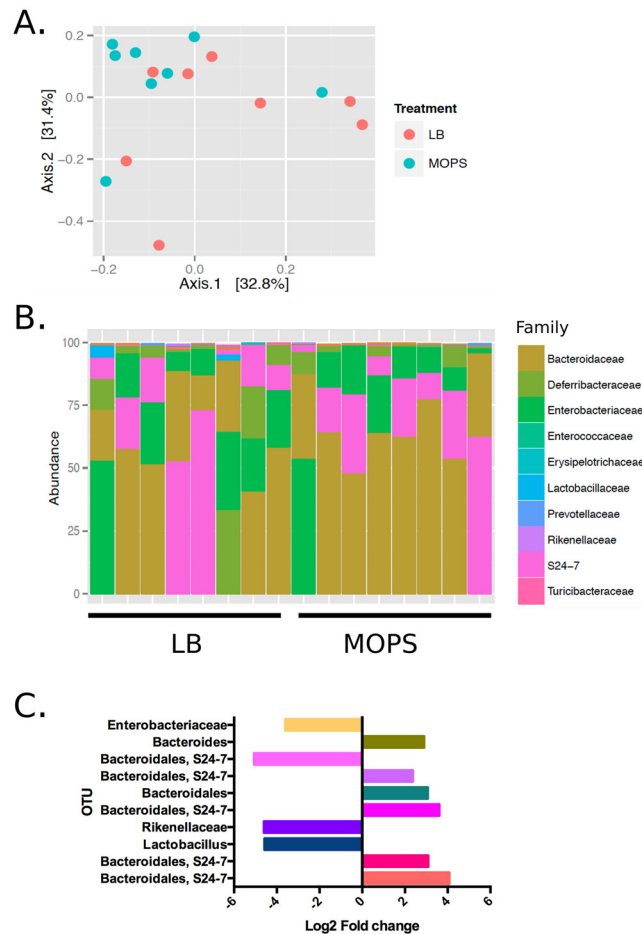 A.
0.2
0.0
-0.2
-0.4
Axis.2 [31.4%]
-0.2
0.0
0.2
Axis.1 [32.8%]
Treatment
LB
MOPS
B.
100
75
50
25
0
Abundance
LB
MOPS
Family
Bacteroidaceae
Deferribacteraceae
Enterobacteriaceae
Enterococcaceae
Erysipelotrichaceae
Lactobacillaceae
Prevotellaceae
Rikenellaceae
S24-7
Turicibacteraceae
C.
OTU
Enterobacteriaceae
Bacteroides
Bacteroidales, S24-7
Bacteroidales, S24-7
Bacteroidales
Bacteroidales, S24-7
Rikenellaceae
Lactobacillus
Bacteroidales, S24-7
Bacteroidales, S24-7
-6
-4
-2
0
2
4
6
Log2 Fold change